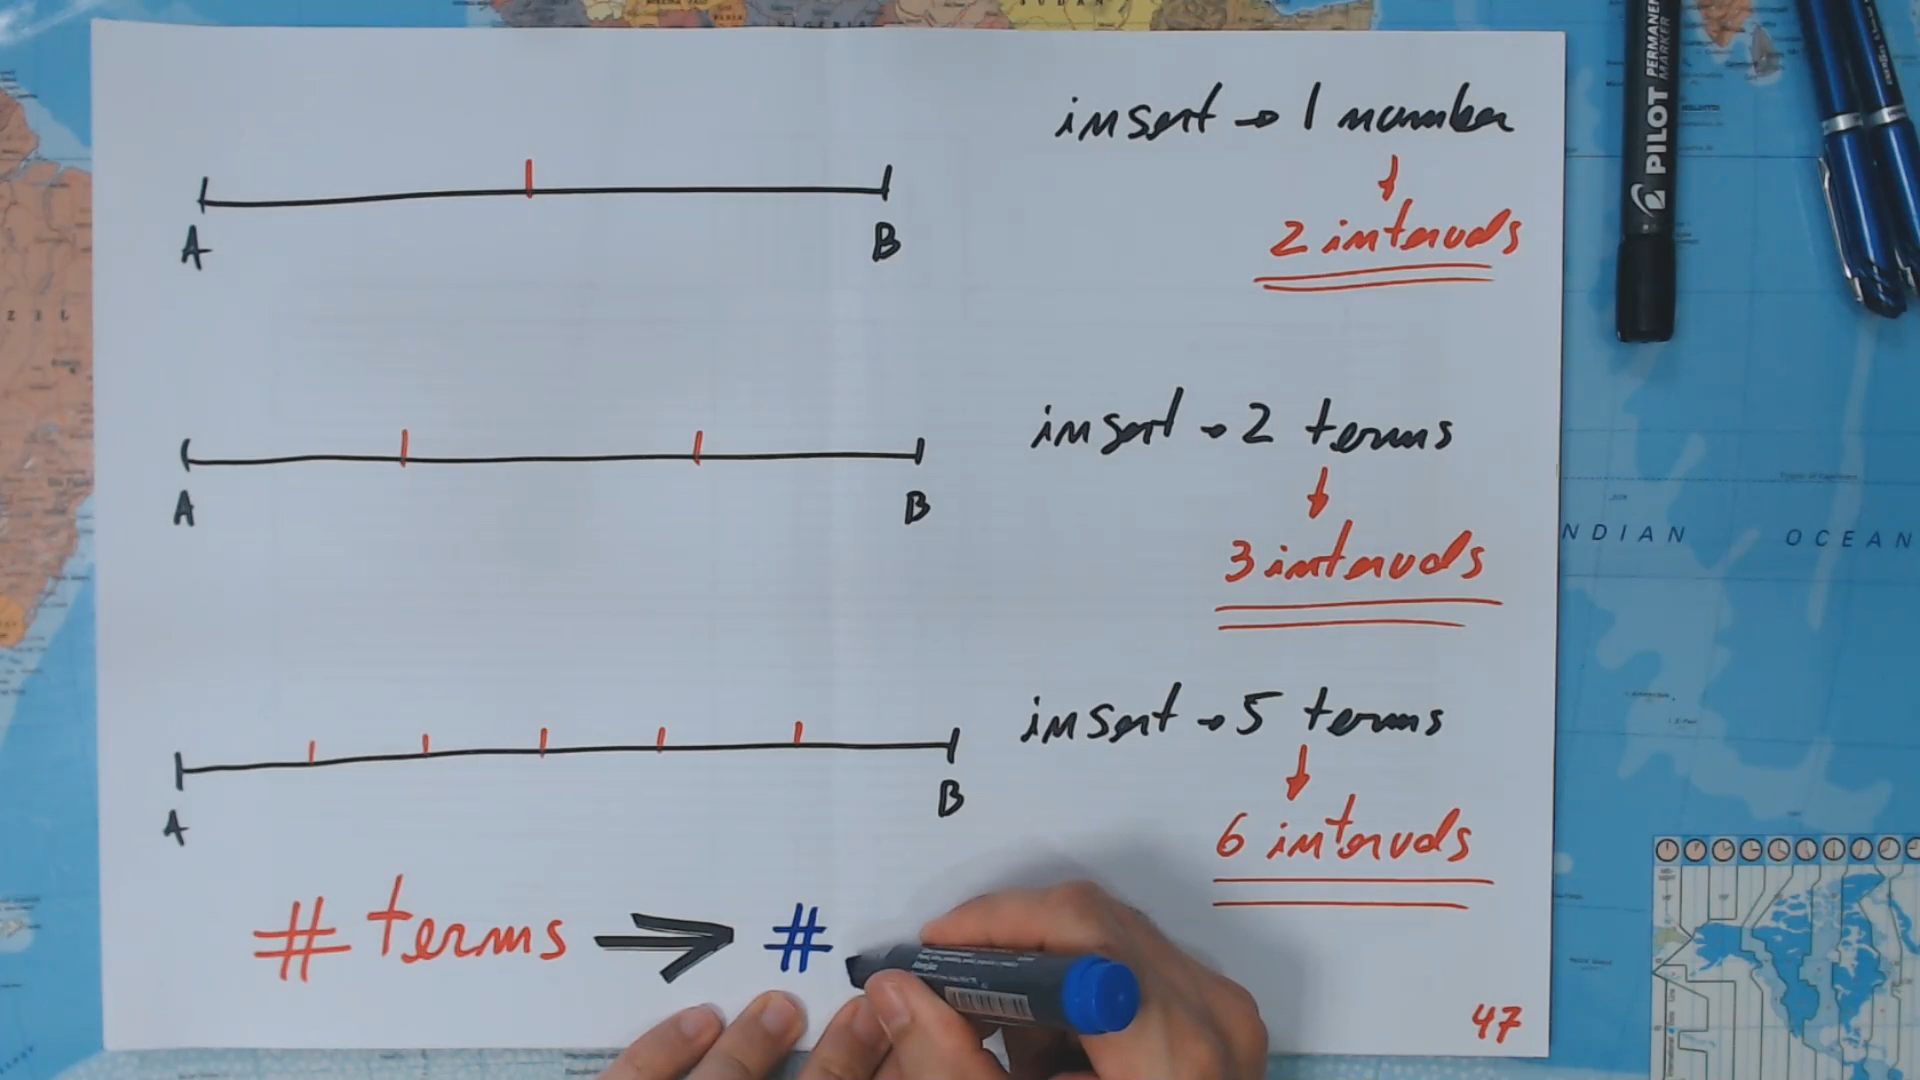 SUDAN
PILOT PERMANENT
MARKER
insert → 1 number
2 intervals
A B
insert → 2 terms
3 intervals
A B
INDIAN OCEAN
insert → 5 terms
6 intervals
A B
# terms → #
47